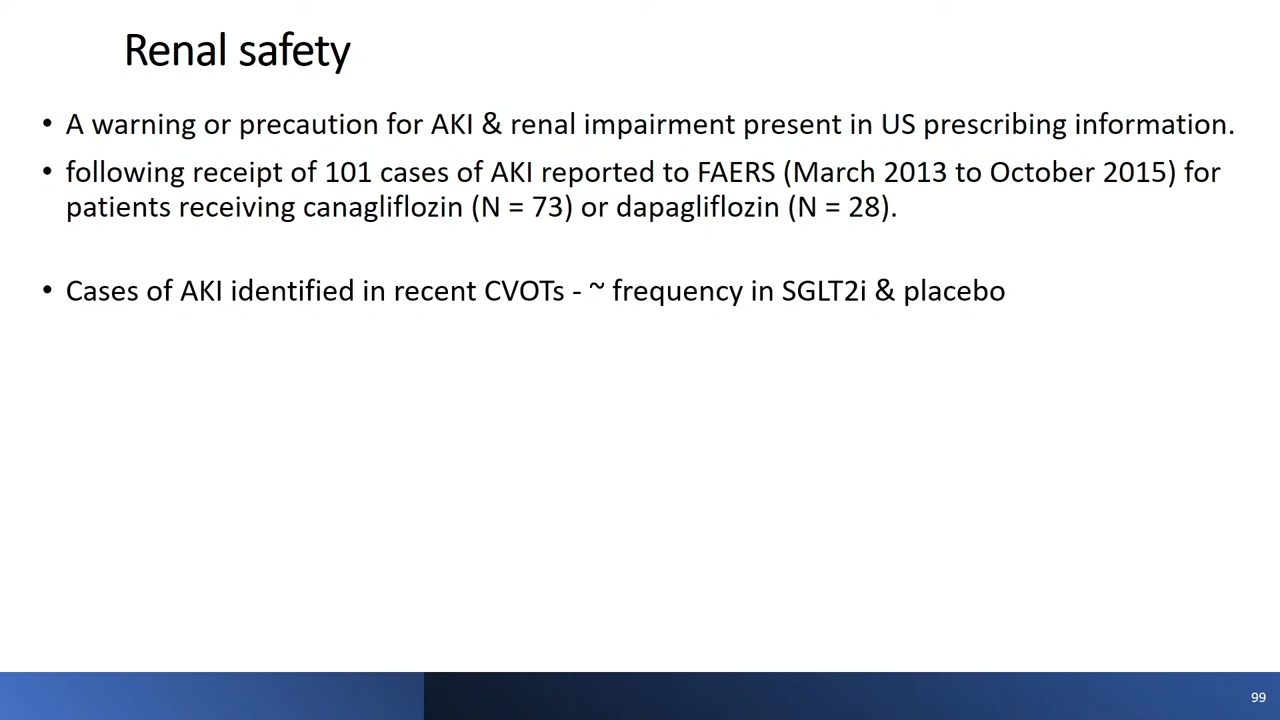 Renal safety
• A warning or precaution for AKI & renal impairment present in US prescribing information.
• following receipt of 101 cases of AKI reported to FAERS (March 2013 to October 2015) for
patients receiving canagliflozin (N = 73) or dapagliflozin (N = 28).
• Cases of AKI identified in recent CVOTs - ~ frequency in SGLT2i & placebo
99